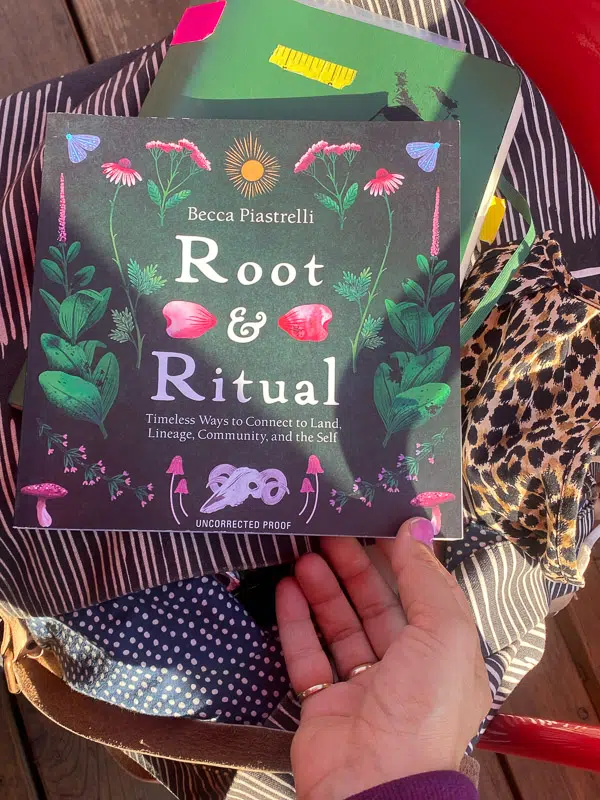 Becca Piastrelli
Root
&
Ritual
Timeless Ways to Connect to Land,
Lineage, Community, and the Self
UNCORRECTED PROOF